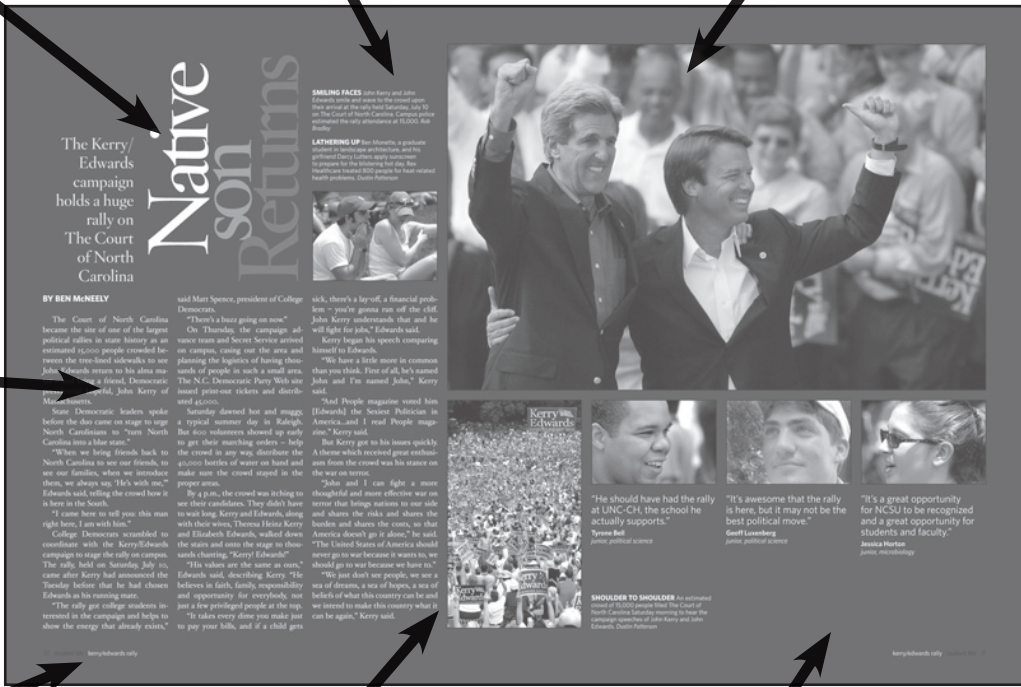 Native
son
Returns
The Kerry/
Edwards
campaign
holds a huge
rally on
The Court
of North
Carolina
SMILING FACES John Kerry and John
Edwards smile and wave to the crowd upon
their arrival at the rally held Saturday, July 10
on The Court of North Carolina. Campus police
estimated the rally attendance at 15,000. Rob
Bradley
LATHERING UP Ben Monette, a graduate
student in landscape architecture, and his
girlfriend Darcy Lutters apply sunscreen
to prepare for the blistering hot day. Rex
Healthcare treated 800 people for heat-related
health problems. Dustin Patterson
BY BEN McNEELY
The Court of North Carolina
became the site of one of the largest
political rallies in state history as an
estimated 15,000 people crowded be-
tween the tree-lined sidewalks to see
John Edwards return to his alma ma-
a friend, Democratic
John Kerry of
Massachusetts.
State Democratic leaders spoke
before the duo came on stage to urge
North Carolinians to “turn North
Carolina into a blue state.”
“When we bring friends back to
North Carolina to see our friends, to
see our families, when we introduce
them, we always say, ‘He’s with me,’”
Edwards said, telling the crowd how it
is here in the South.
“I came here to tell you: this man
right here, I am with him.”
College Democrats scrambled to
coordinate with the Kerry/Edwards
campaign to stage the rally on campus.
The rally, held on Saturday, July 10,
came after Kerry had announced the
Tuesday before that he had chosen
Edwards as his running mate.
“The rally got college students in-
terested in the campaign and helps to
show the energy that already exists,”
said Matt Spence, president of College
Democrats.
“There’s a buzz going on now.”
On Thursday, the campaign ad-
vance team and Secret Service arrived
on campus, casing out the area and
planning the logistics of having thou-
sands of people in such a small area.
The N.C. Democratic Party Web site
issued print-out tickets and distrib-
uted 45,000.
Saturday dawned hot and muggy,
a typical summer day in Raleigh.
But 600 volunteers showed up early
to get their marching orders – help
the crowd in any way, distribute the
40,000 bottles of water on hand and
make sure the crowd stayed in the
proper areas.
By 4 p.m., the crowd was itching to
see their candidates. They didn’t have
to wait long. Kerry and Edwards, along
with their wives, Theresa Heinz Kerry
and Elizabeth Edwards, walked down
the stairs and onto the stage to thou-
sands chanting, “Kerry! Edwards!”
“His values are the same as ours,”
Edwards said, describing Kerry. “He
believes in faith, family, responsibility
and opportunity for everybody, not
just a few privileged people at the top.
“It takes every dime you make just
to pay your bills, and if a child gets
sick, there’s a lay-off, a financial prob-
lem – you’re gonna run off the cliff.
John Kerry understands that and he
will fight for jobs,” Edwards said.
Kerry began his speech comparing
himself to Edwards.
“We have a little more in common
than you think. First of all, he’s named
John and I’m named John,” Kerry
said.
“And People magazine voted him
[Edwards] the Sexiest Politician in
America...and I read People maga-
zine.” Kerry said.
But Kerry got to his issues quickly.
A theme which received great enthusi-
asm from the crowd was his stance on
the war on terror.
“John and I can fight a more
thoughtful and more effective war on
terror that brings nations to our side
and shares the risks and shares the
burden and shares the costs, so that
America doesn’t go it alone,” he said.
“The United States of America should
never go to war because it wants to, we
should go to war because we have to.
“We just don’t see people, we see a
sea of dreams, a sea of hopes, a sea of
beliefs of what this country can be and
we intend to make this country what it
can be again,” Kerry said.
Kerry
Edwards
“He should have had the rally
at UNC-CH, the school he
actually supports.”
Tyrone Bell
junior, political science
“It’s awesome that the rally
is here, but it may not be the
best political move.”
Geoff Luxenberg
junior, political science
“It’s a great opportunity
for NCSU to be recognized
and a great opportunity for
students and faculty.”
Jessica Horton
junior, microbiology
SHOULDER TO SHOULDER An estimated
crowd of 15,000 people filled The Court of
North Carolina Saturday morning to hear the
campaign speeches of John Kerry and John
Edwards. Dustin Patterson
kerry/edwards rally
kerry/edwards rally